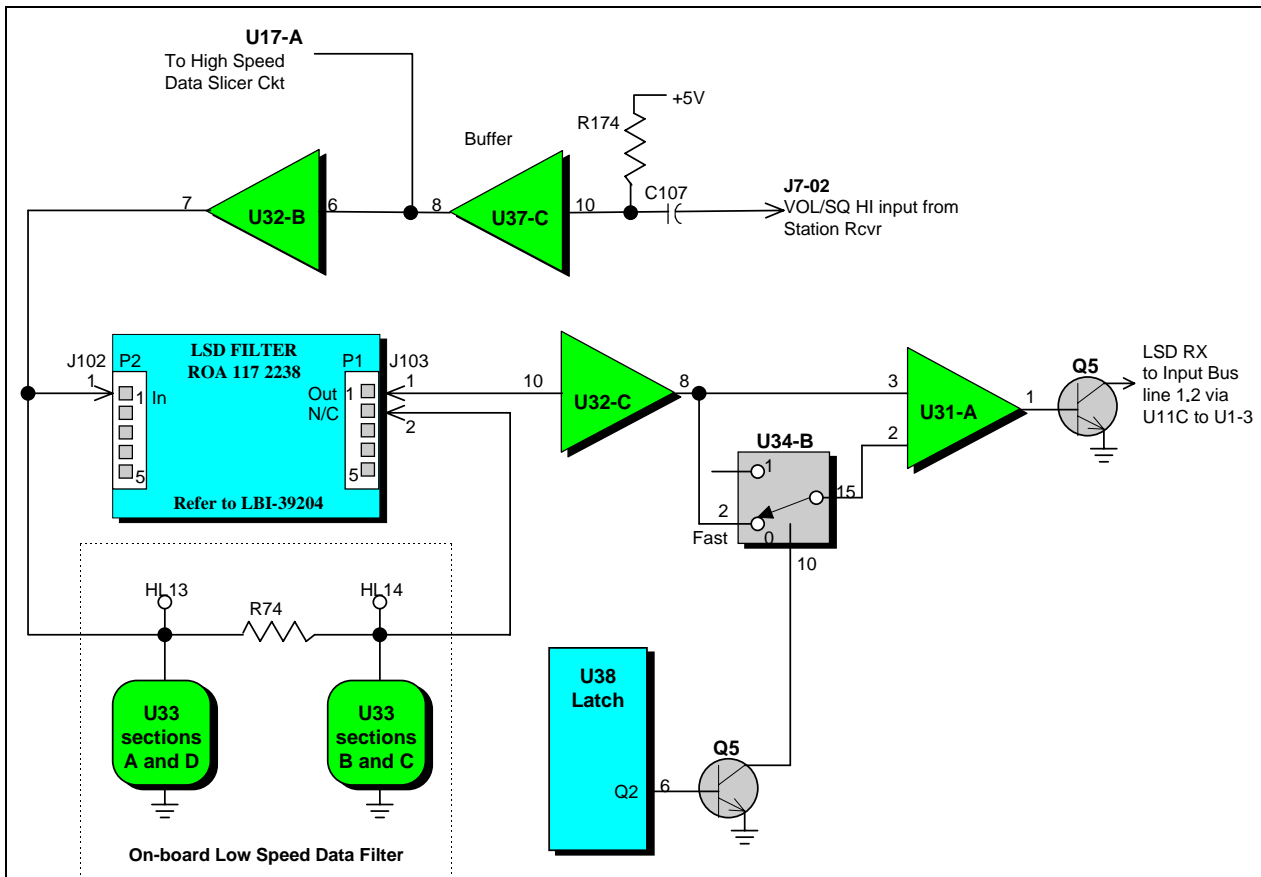 U17-A
To High Speed
Data Slicer Ckt
+5V
R174
Buffer
C107
J7-02
VOL/SQ HI input from
Station Rcvr
7
U32-B
6
8
U37-C
10
LSD FILTER
ROA 117 2238
J102
P2
P1
J103
1
1
In
Out
1
1
N/C
2
5
5
Refer to LBI-39204
10
U32-C
8
3
U31-A
2
1
Q5
LSD RX
to Input Bus
line 1.2 via
U11C to U1-3
U34-B
1
15
2
Fast
0
10
HL13
R74
HL14
U33
sections
A and D
U33
sections
B and C
On-board Low Speed Data Filter
U38
Latch
Q2
6
Q5